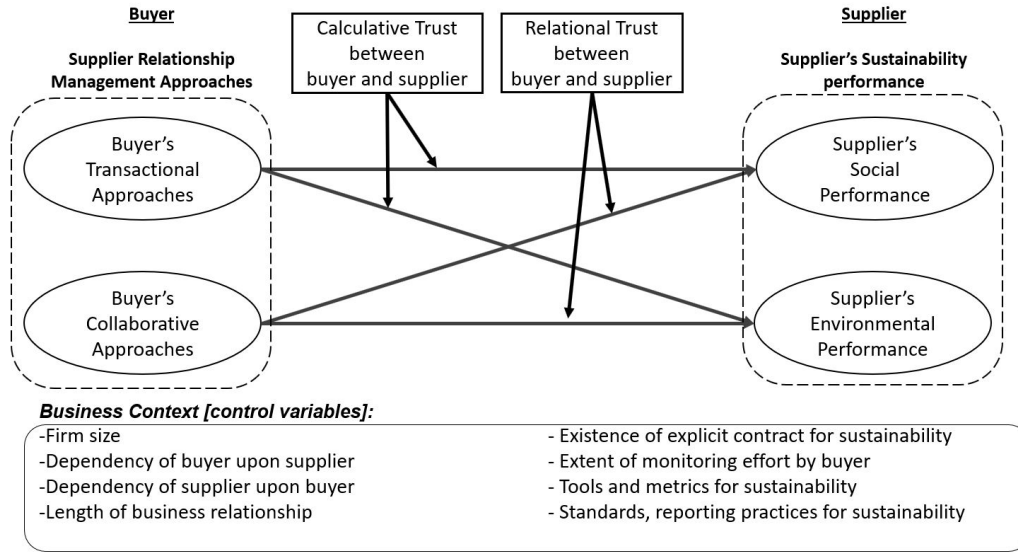 Buyer
Supplier Relationship
Management Approaches
Calculative Trust
between
buyer and supplier
Relational Trust
between
buyer and supplier
Supplier
Supplier’s Sustainability
performance
Buyer’s
Transactional
Approaches
Supplier’s
Social
Performance
Buyer’s
Collaborative
Approaches
Supplier’s
Environmental
Performance
Business Context [control variables]:
-Firm size
-Dependency of buyer upon supplier
-Dependency of supplier upon buyer
-Length of business relationship
- Existence of explicit contract for sustainability
- Extent of monitoring effort by buyer
- Tools and metrics for sustainability
- Standards, reporting practices for sustainability